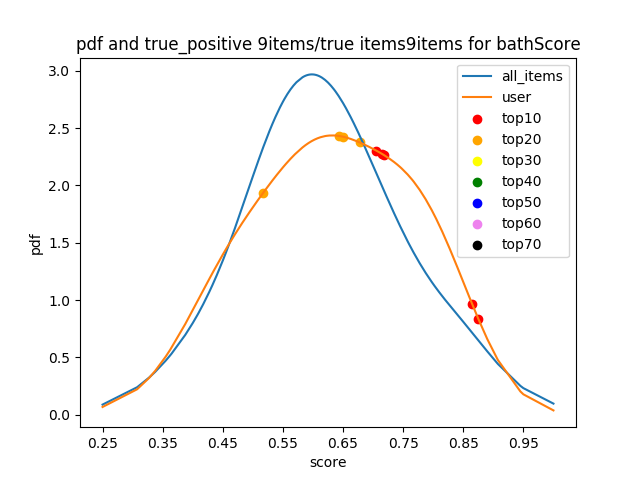 pdf and true_positive 9items/true items9items for bathScore
all_items
user
top10
top20
top30
top40
top50
top60
top70
pdf
3.0
2.5
2.0
1.5
1.0
0.5
0.0
0.25 0.35 0.45 0.55 0.65 0.75 0.85 0.95
score